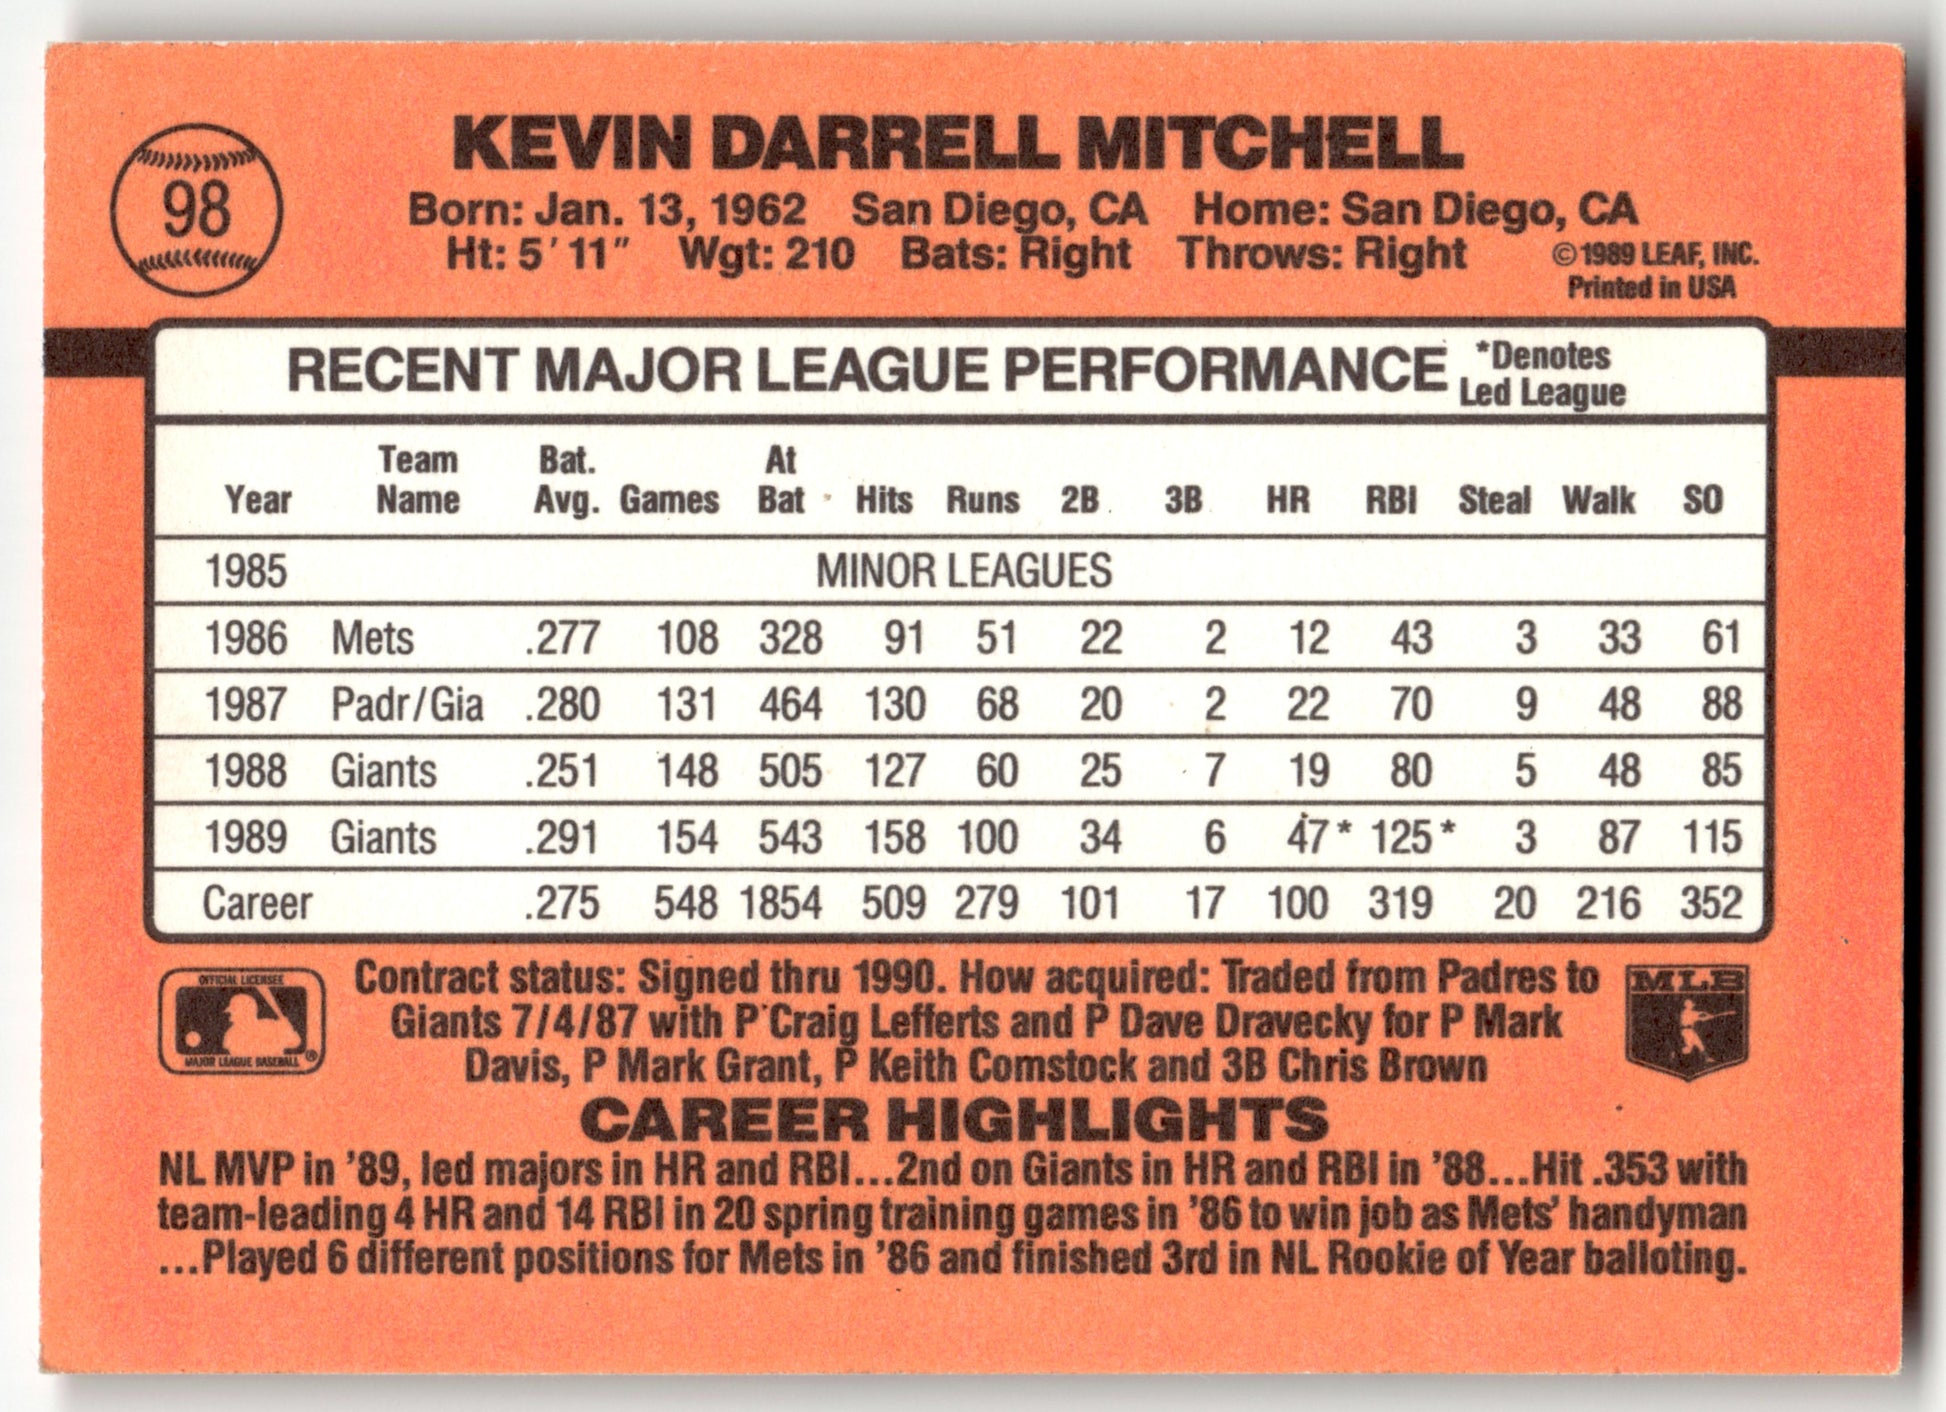 98
KEVIN DARRELL MITCHELL
Born: Jan. 13, 1962 San Diego, CA Home: San Diego, CA
Ht: 5' 11" Wgt: 210 Bats: Right Throws: Right
©1989 LEAF, INC.
Printed in USA
RECENT MAJOR LEAGUE PERFORMANCE
*Denotes
Led League
Year Team Name Bat. Avg. Games At Bat Hits Runs 2B 3B HR RBI Steal Walk SO
1985 MINOR LEAGUES
1986 Mets .277 108 328 91 51 22 2 12 43 3 33 61
1987 Padr/Gia .280 131 464 130 68 20 2 22 70 9 48 88
1988 Giants .251 148 505 127 60 25 7 19 80 5 48 85
1989 Giants .291 154 543 158 100 34 6 47* 125* 3 87 115
Career .275 548 1854 509 279 101 17 100 319 20 216 352
OFFICIAL LICENSEE
MAJOR LEAGUE BASEBALL ®
Contract status: Signed thru 1990. How acquired: Traded from Padres to
Giants 7/4/87 with P Craig Lefferts and P Dave Dravecky for P Mark
Davis, P Mark Grant, P Keith Comstock and 3B Chris Brown
MLB
CAREER HIGHLIGHTS
NL MVP in '89, led majors in HR and RBI...2nd on Giants in HR and RBI in '88...Hit .353 with
team-leading 4 HR and 14 RBI in 20 spring training games in '86 to win job as Mets' handyman
...Played 6 different positions for Mets in '86 and finished 3rd in NL Rookie of Year balloting.